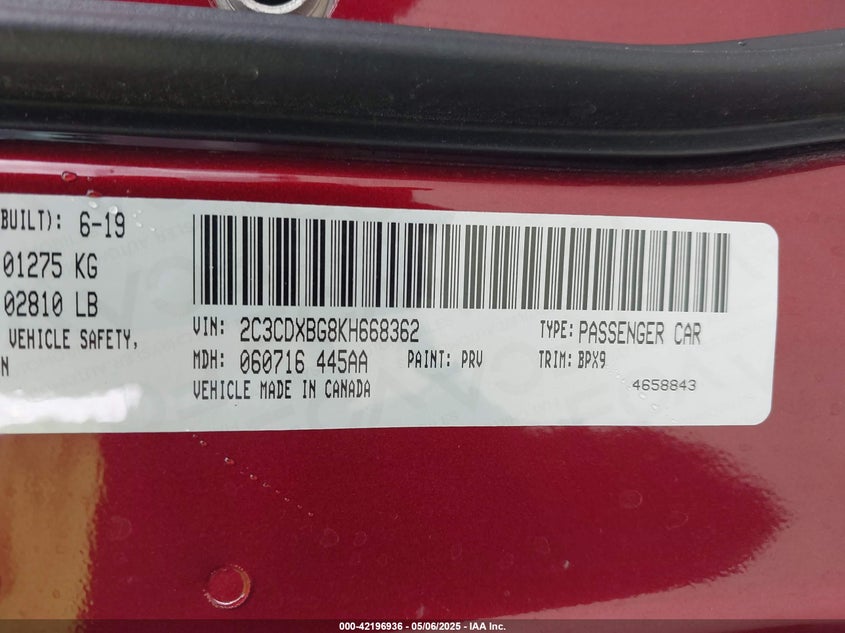 BUILT): 6-19
01275 KG
02810 LB
VEHICLE SAFETY,
N
VIN: 2C3CDXBG8KH668362 TYPE: PASSENGER CAR
MDH: 060716 445AA PAINT: PRV TRIM: BPX9
VEHICLE MADE IN CANADA 4658843
000-42196936 - 05/06/2025 - IAA Inc.